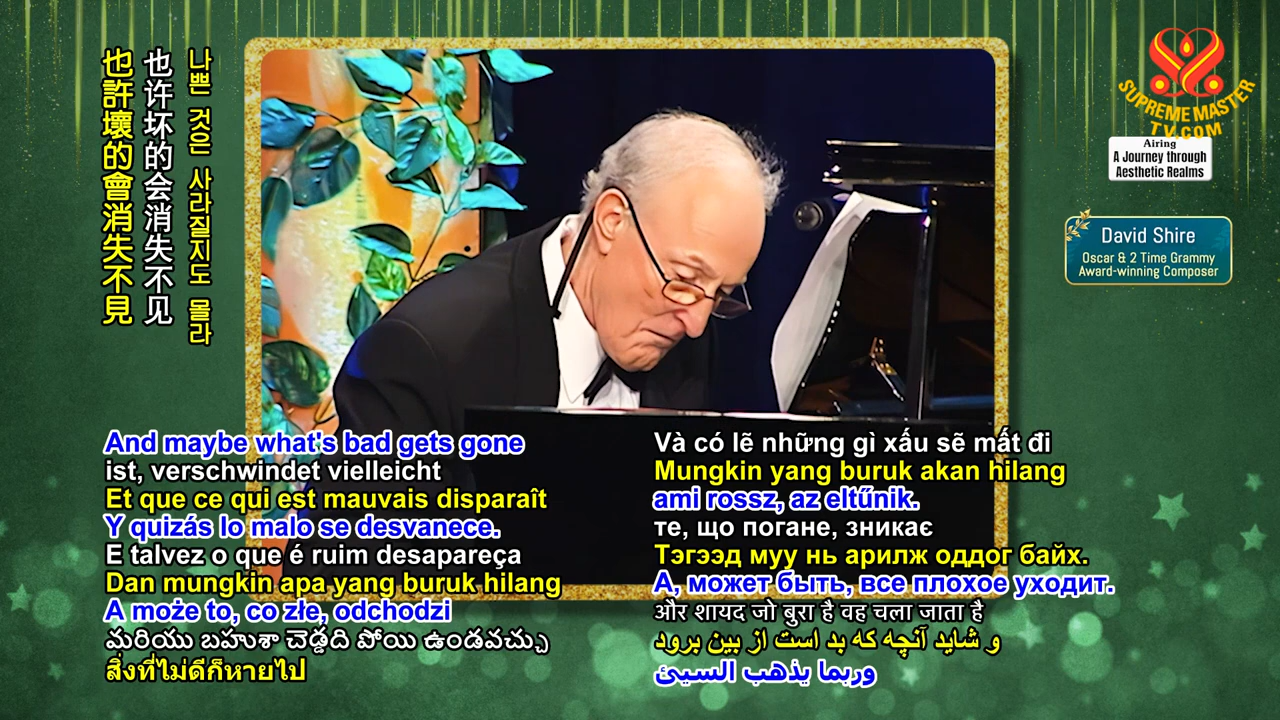 也許壞的會消失不見
也许坏的会消失不见
나쁜 것은 사라질지도 몰라
SUPREME MASTER
TV.COM
Airing
A Journey through
Aesthetic Realms
David Shire
Oscar & 2 Time Grammy
Award-winning Composer
And maybe what's bad gets gone
ist, verschwindet vielleicht
Et que ce qui est mauvais disparaît
Y quizás lo malo se desvanece.
E talvez o que é ruim desapareça
Dan mungkin apa yang buruk hilang
A może to, co złe, odchodzi
మరియు బహుశా చెడ్డది పోయి ఉండవచ్చు
สิ่งที่ไม่ดีก็หายไป
Và có lẽ những gì xấu sẽ mất đi
Mungkin yang buruk akan hilang
ami rossz, az eltűnik.
те, що погане, зникає
Тэгээд муу нь арилж оддог байх.
А, может быть, все плохое уходит.
और शायद जो बुरा है वह चला जाता है
و شاید آنچه که بد است از بین برود
وربما يذهب السيئ